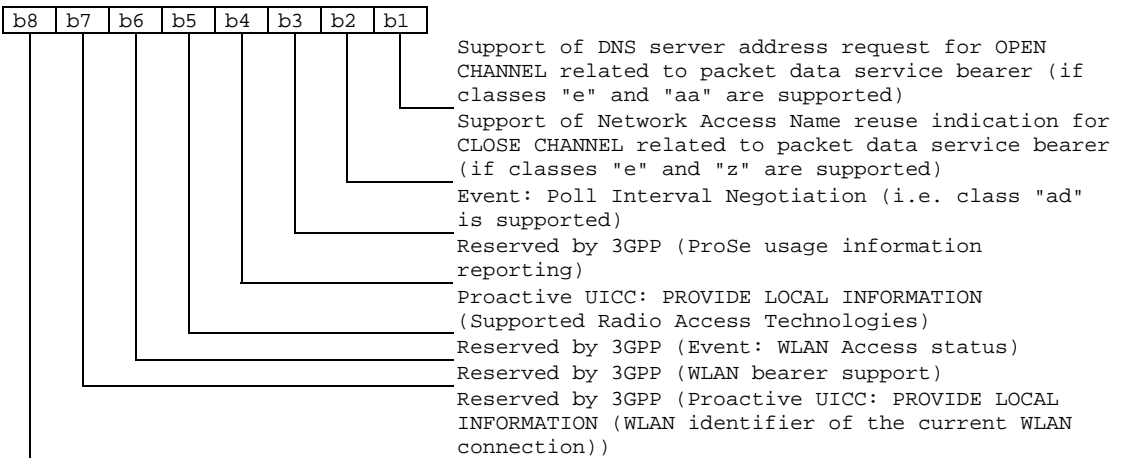 b8 b7 b6 b5 b4 b3 b2 b1
Support of DNS server address request for OPEN
CHANNEL related to packet data service bearer (if
classes "e" and "aa" are supported)
Support of Network Access Name reuse indication for
CLOSE CHANNEL related to packet data service bearer
(if classes "e" and "z" are supported)
Event: Poll Interval Negotiation (i.e. class "ad"
is supported)
Reserved by 3GPP (ProSe usage information
reporting)
Proactive UICC: PROVIDE LOCAL INFORMATION
(Supported Radio Access Technologies)
Reserved by 3GPP (Event: WLAN Access status)
Reserved by 3GPP (WLAN bearer support)
Reserved by 3GPP (Proactive UICC: PROVIDE LOCAL
INFORMATION (WLAN identifier of the current WLAN
connection))